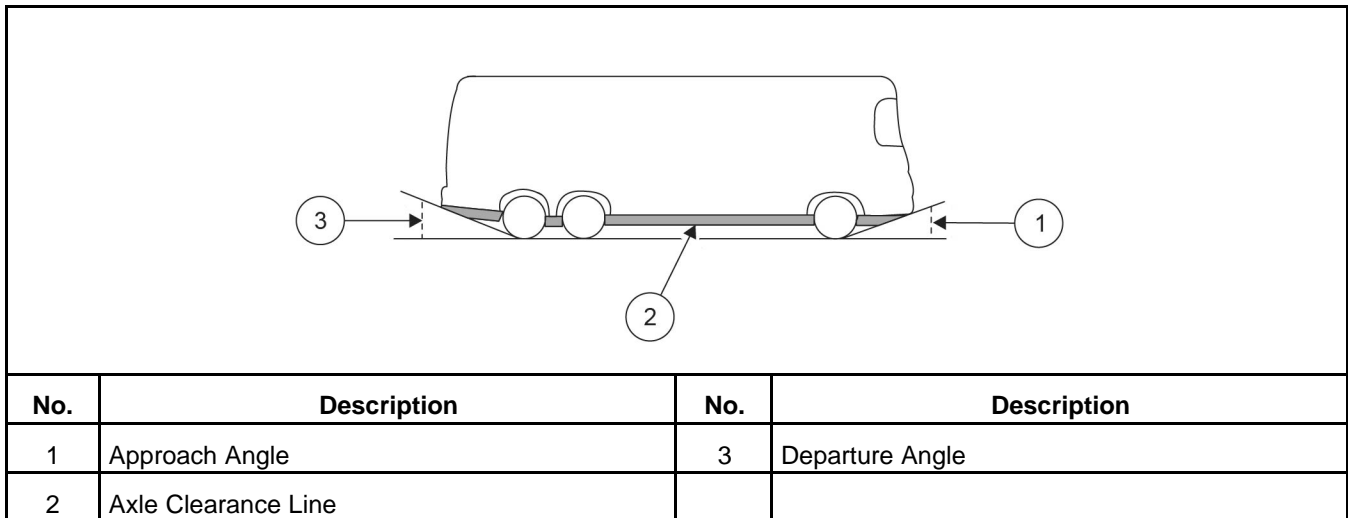 3
1
2
No. Description No. Description
1 Approach Angle 3 Departure Angle
2 Axle Clearance Line